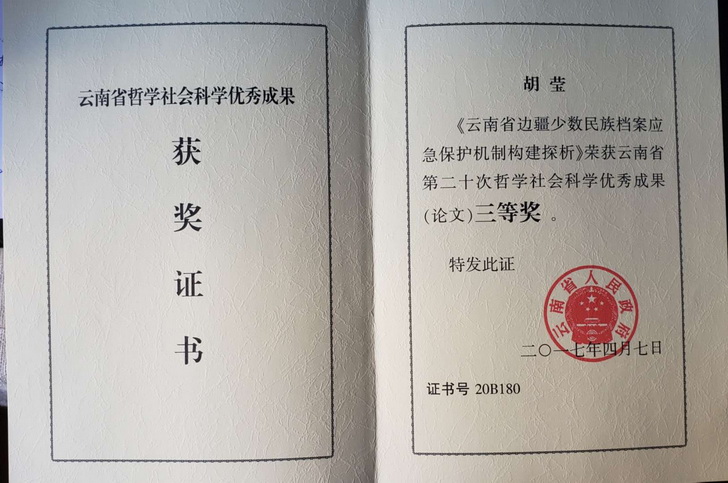 云南省哲学社会科学优秀成果
获
奖
证
书
胡 莹
《云南省边疆少数民族档案应
急保护机制构建探析》荣获云南省
第二十次哲学社会科学优秀成果
(论文)三等奖 。
特发此证
云南省人民政府
二〇一七年四月七日
证书号 20B180